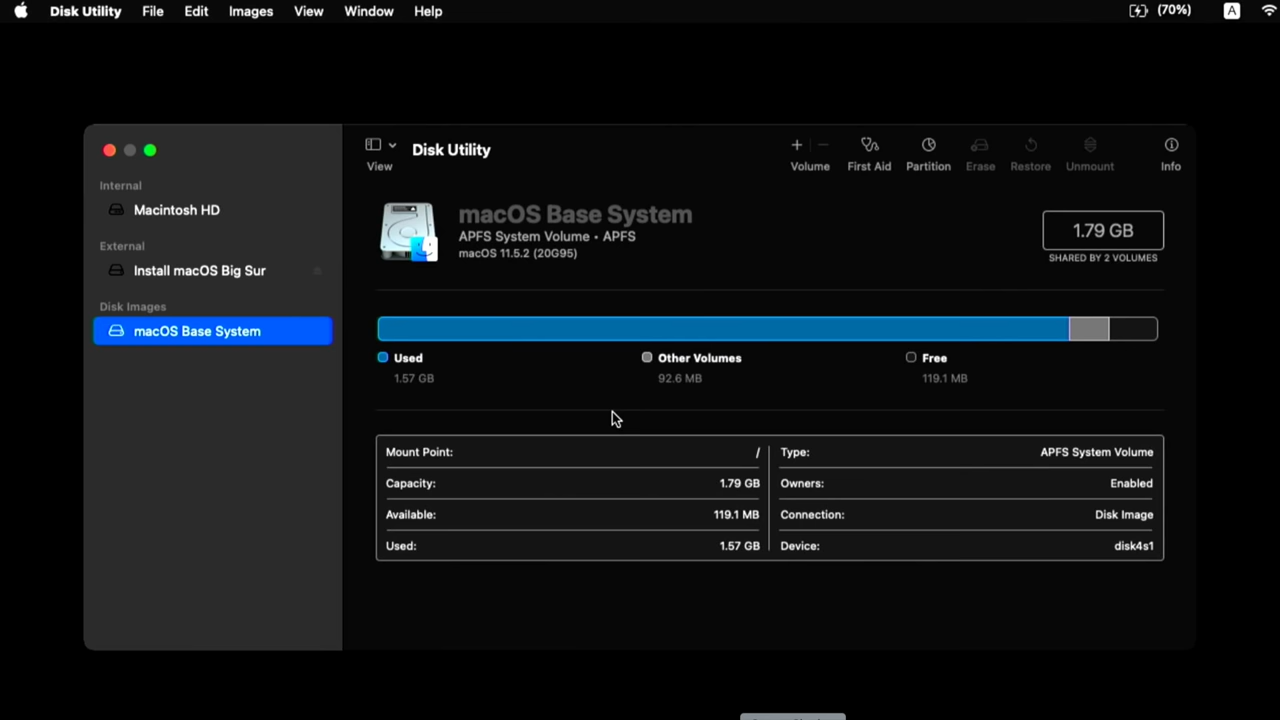 Disk Utility File Edit Images View Window Help (70%) A
View Disk Utility Volume First Aid Partition Erase Restore Unmount Info
Internal
Macintosh HD
External
Install macOS Big Sur
Disk Images
macOS Base System
macOS Base System
APFS System Volume • APFS
macOS 11.5.2 (20G95)
1.79 GB
SHARED BY 2 VOLUMES
Used
1.57 GB
Other Volumes
92.6 MB
Free
119.1 MB
Mount Point: /
Capacity: 1.79 GB
Available: 119.1 MB
Used: 1.57 GB
Type: APFS System Volume
Owners: Enabled
Connection: Disk Image
Device: disk4s1